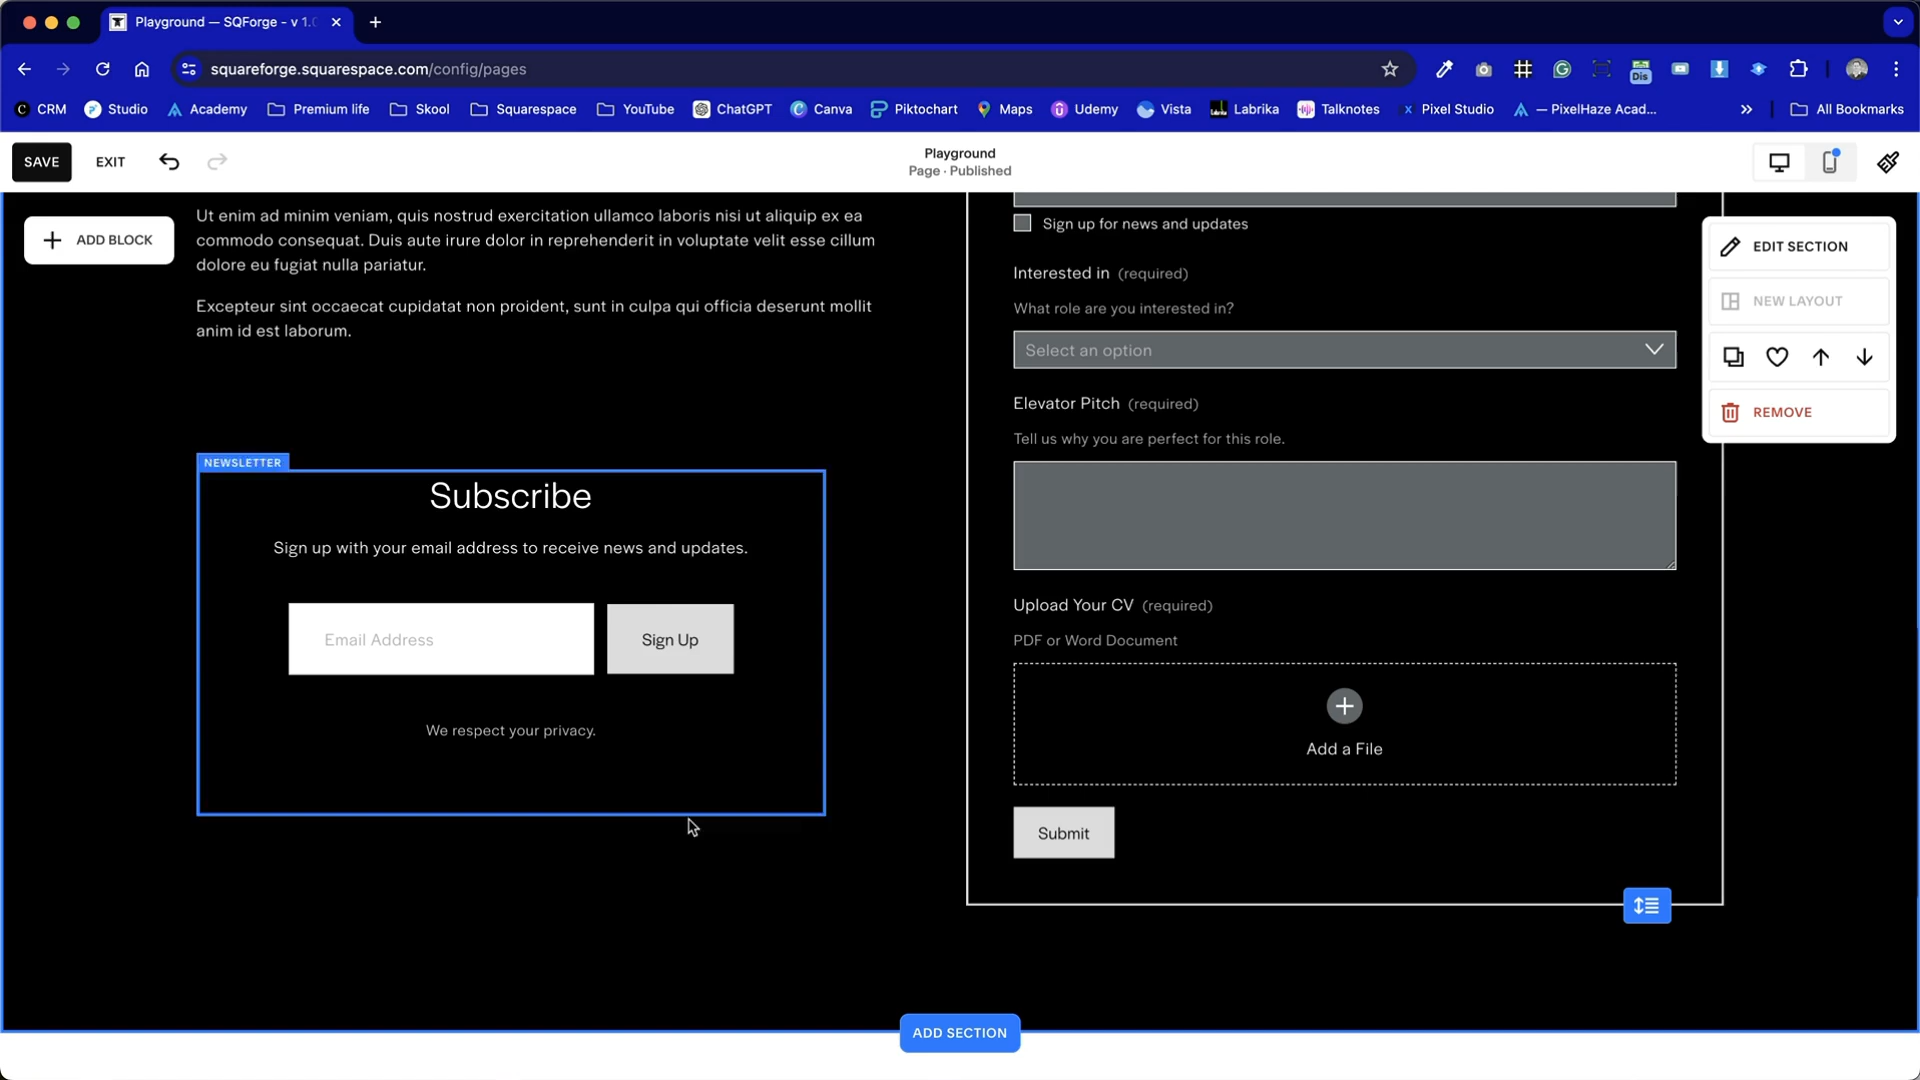 Playground — SQForge - v 1.0
squareforge.squarespace.com/config/pages
Dis
CRM
Studio
Academy
Premium life
Skool
Squarespace
YouTube
ChatGPT
Canva
Piktochart
Maps
Udemy
Vista
Labrika
Talknotes
Pixel Studio
— PixelHaze Acad...
All Bookmarks
SAVE
EXIT
Playground
Page · Published
ADD BLOCK
Ut enim ad minim veniam, quis nostrud exercitation ullamco laboris nisi ut aliquip ex ea
commodo consequat. Duis aute irure dolor in reprehenderit in voluptate velit esse cillum
dolore eu fugiat nulla pariatur.
Excepteur sint occaecat cupidatat non proident, sunt in culpa qui officia deserunt mollit
anim id est laborum.
NEWSLETTER
Subscribe
Sign up with your email address to receive news and updates.
Email Address
Sign Up
We respect your privacy.
Sign up for news and updates
Interested in (required)
What role are you interested in?
Select an option
Elevator Pitch (required)
Tell us why you are perfect for this role.
Upload Your CV (required)
PDF or Word Document
Add a File
Submit
EDIT SECTION
NEW LAYOUT
REMOVE
ADD SECTION